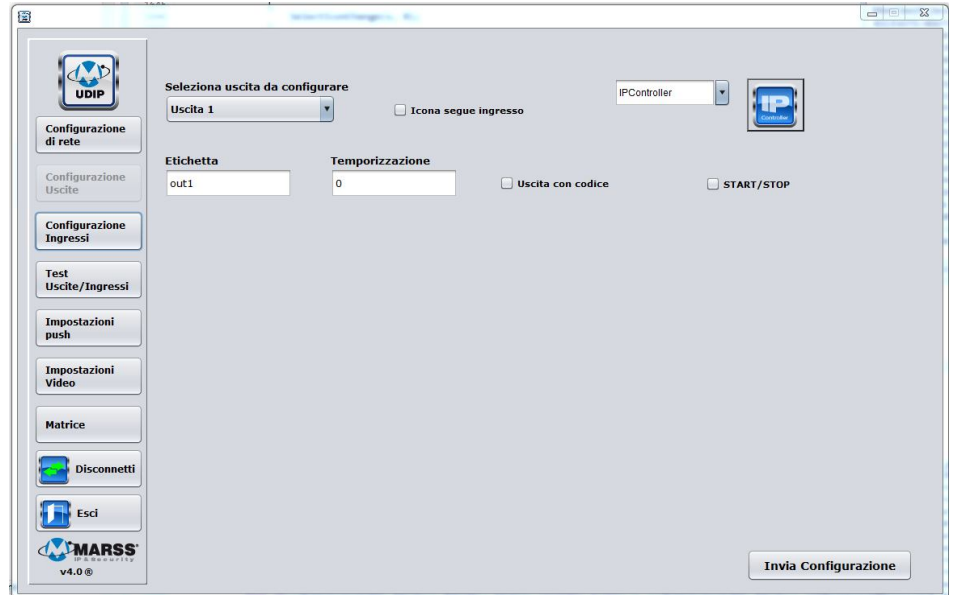 UDIP
Configurazione
di rete
Configurazione
Uscite
Configurazione
Ingressi
Test
Uscite/Ingressi
Impostazioni
push
Impostazioni
Video
Matrice
Disconnetti
Esci
MARSS
IP & Security
v4.0 ®
Seleziona uscita da configurare
Uscita 1
Icona segue ingresso
IPController
IP
Controller
Etichetta
Temporizzazione
out1
0
Uscita con codice
START/STOP
Invia Configurazione